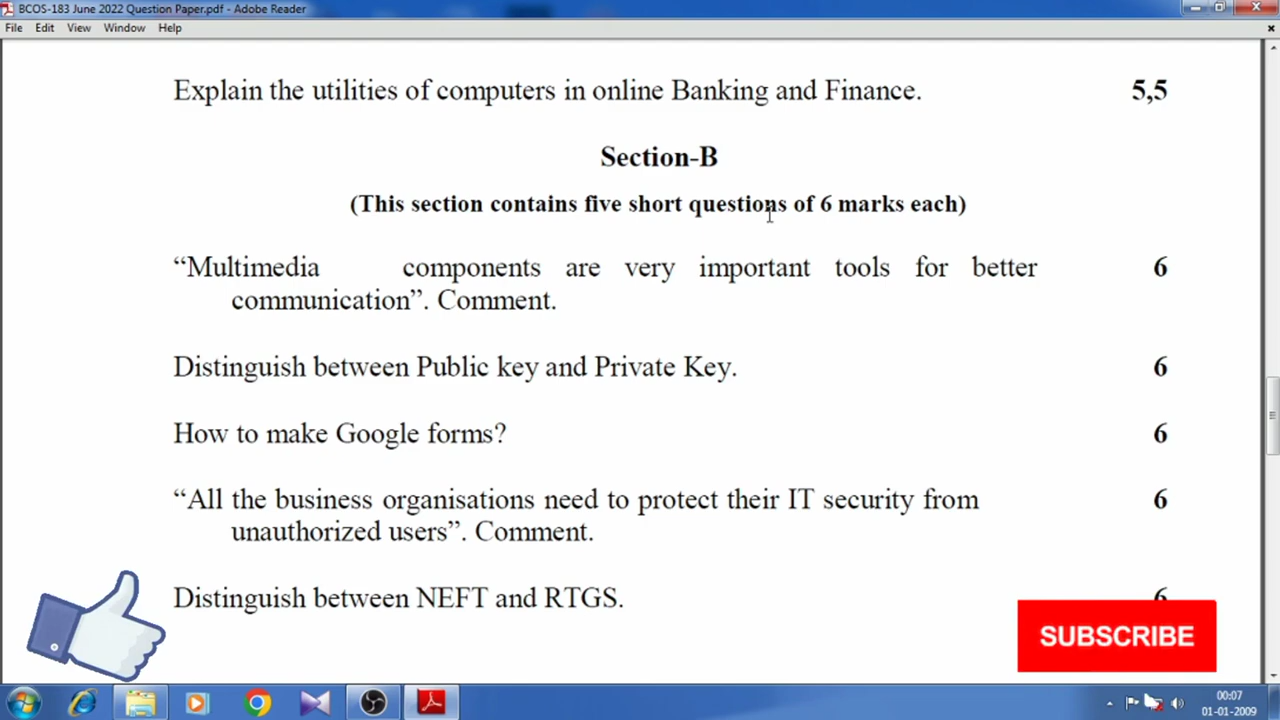 BCOS-183 June 2022 Question Paper.pdf - Adobe Reader
File Edit View Window Help
Explain the utilities of computers in online Banking and Finance. 5,5
Section-B
(This section contains five short questions of 6 marks each)
“Multimedia components are very important tools for better 6
communication”. Comment.
Distinguish between Public key and Private Key. 6
How to make Google forms? 6
“All the business organisations need to protect their IT security from 6
unauthorized users”. Comment.
Distinguish between NEFT and RTGS. 6
SUBSCRIBE
00:07
01-01-2009